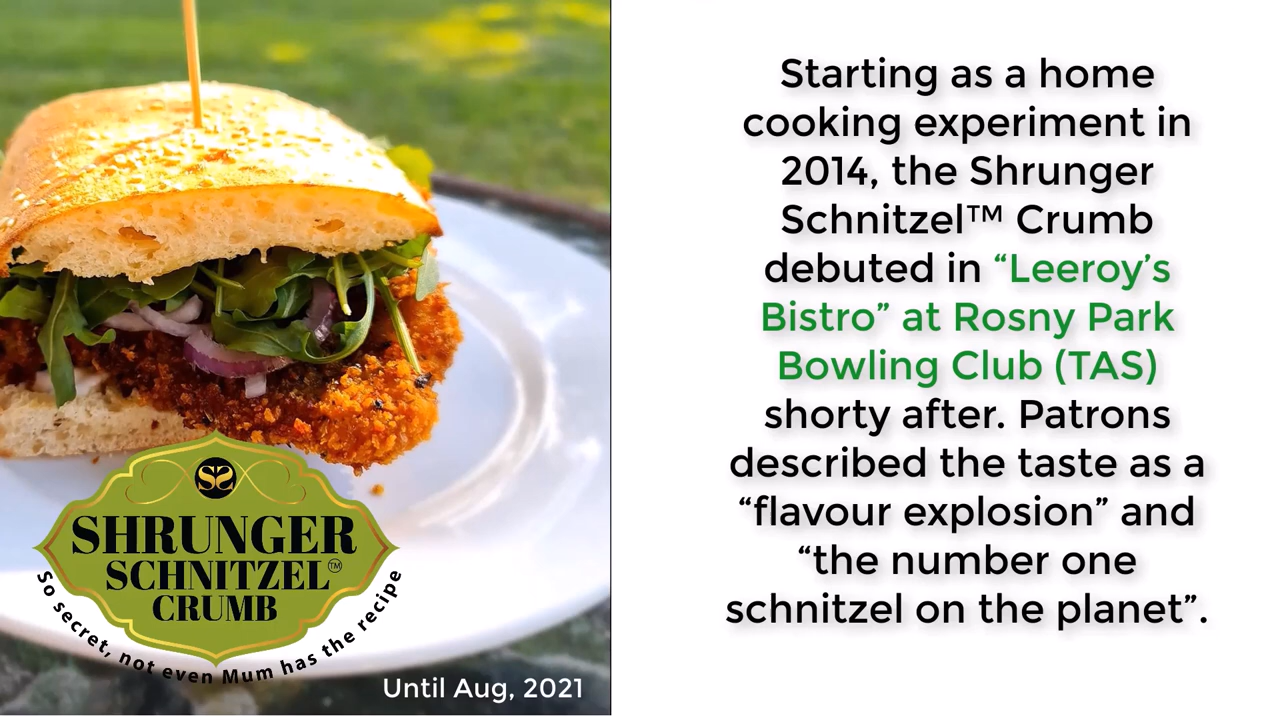 SS
SHRUNGER
SCHNITZEL™
CRUMB
So secret, not even Mum has the recipe
Until Aug, 2021
Starting as a home
cooking experiment in
2014, the Shrunger
Schnitzel™ Crumb
debuted in “Leeroy’s
Bistro” at Rosny Park
Bowling Club (TAS)
shorty after. Patrons
described the taste as a
“flavour explosion” and
“the number one
schnitzel on the planet”.